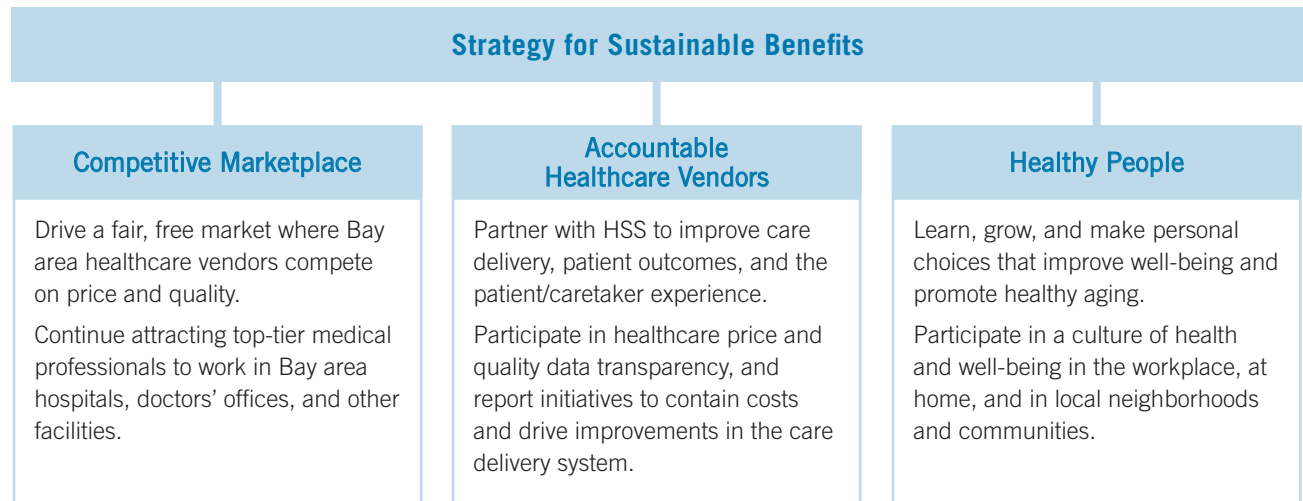 Strategy for Sustainable Benefits
Competitive Marketplace
Drive a fair, free market where Bay
area healthcare vendors compete
on price and quality.
Continue attracting top-tier medical
professionals to work in Bay area
hospitals, doctors’ offices, and other
facilities.
Accountable
Healthcare Vendors
Partner with HSS to improve care
delivery, patient outcomes, and the
patient/caretaker experience.
Participate in healthcare price and
quality data transparency, and
report initiatives to contain costs
and drive improvements in the care
delivery system.
Healthy People
Learn, grow, and make personal
choices that improve well-being and
promote healthy aging.
Participate in a culture of health
and well-being in the workplace, at
home, and in local neighborhoods
and communities.